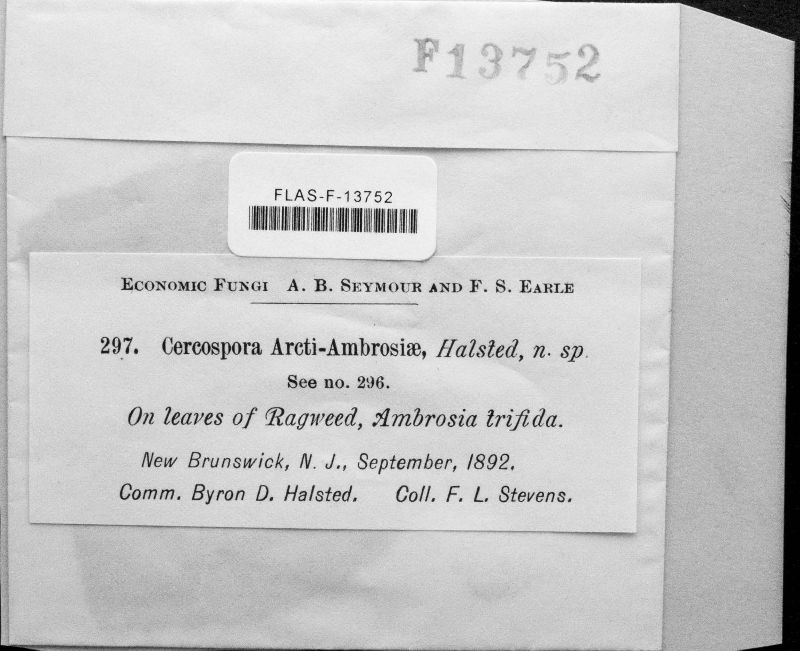 F13752
FLAS-F-13752
Economic Fungi A. B. Seymour and F. S. Earle
297. Cercospora Arcti-Ambrosiæ, Halsted, n. sp.
See no. 296.
On leaves of Ragweed, Ambrosia trifida.
New Brunswick, N. J., September, 1892.
Comm. Byron D. Halsted. Coll. F. L. Stevens.